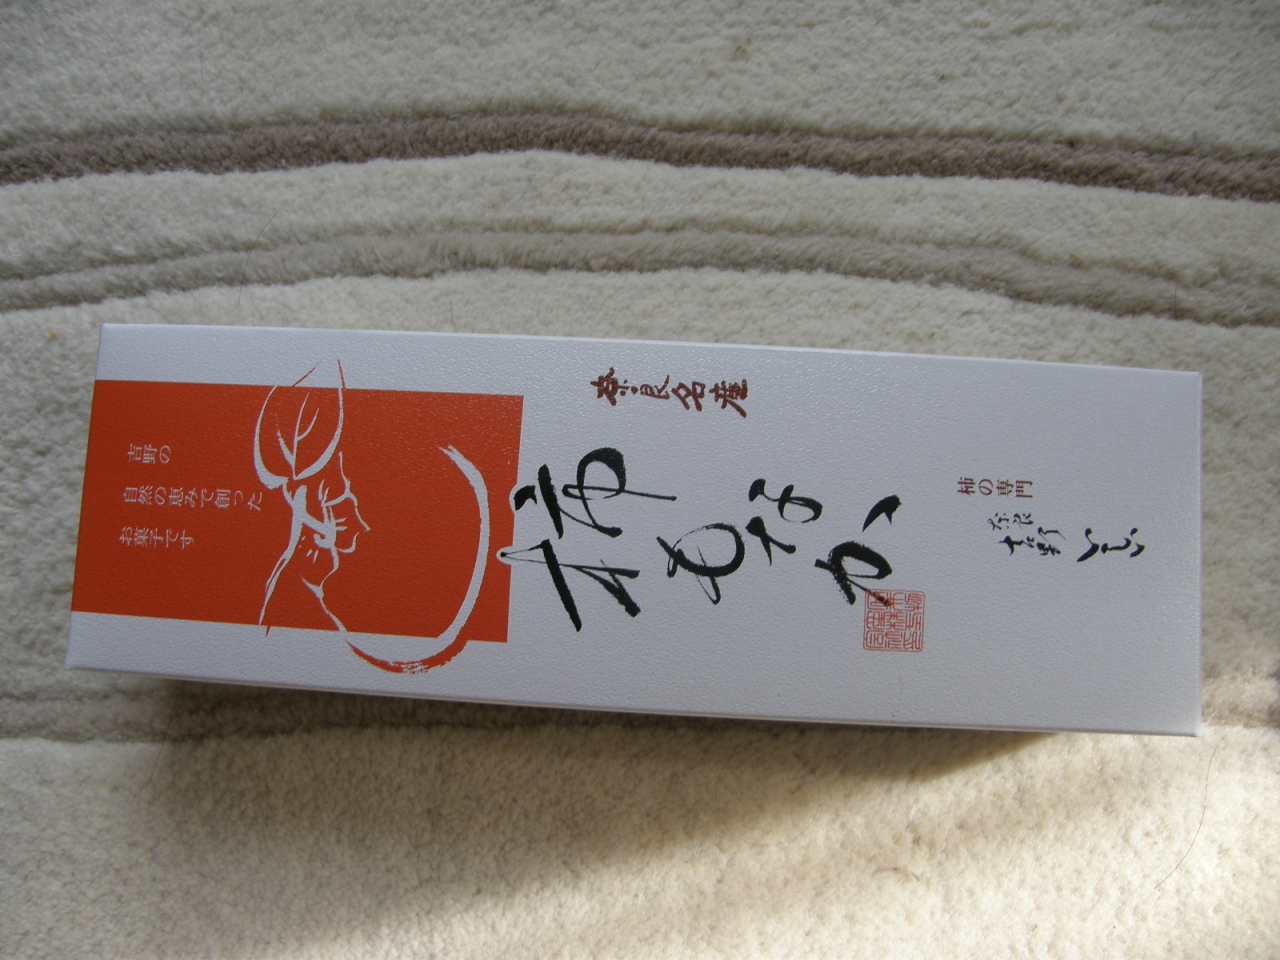 奈良名産
柿もなか
吉野の
自然の恵みで創った
お菓子です
柿の専門
奈良
吉野
いしい